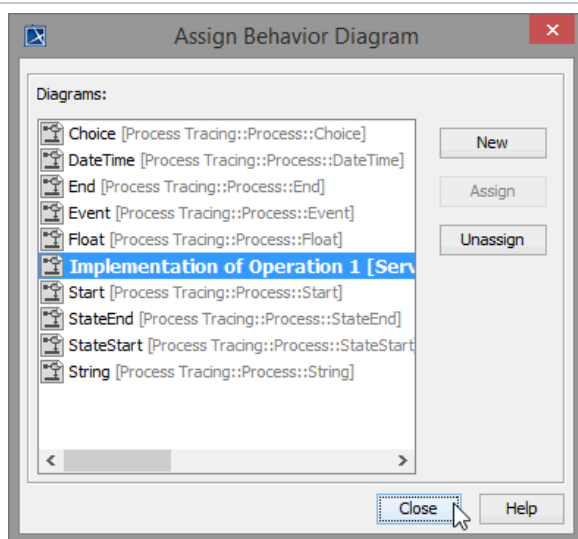 Assign Behavior Diagram
Diagrams:
Choice [Process Tracing::Process::Choice]
DateTime [Process Tracing::Process::DateTime]
End [Process Tracing::Process::End]
Event [Process Tracing::Process::Event]
Float [Process Tracing::Process::Float]
Implementation of Operation 1 [Serv
Start [Process Tracing::Process::Start]
StateEnd [Process Tracing::Process::StateEnd]
StateStart [Process Tracing::Process::StateStart
String [Process Tracing::Process::String]
New
Assign
Unassign
Close
Help